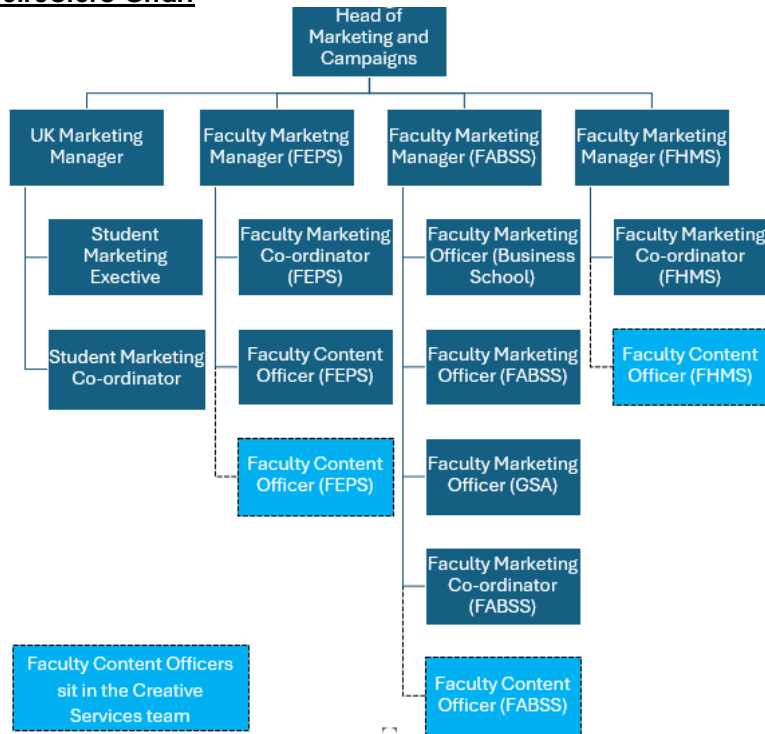 Structure Chart
Head of
Marketing and
Campaigns
UK Marketing
Manager
Faculty Marketng
Manager (FEPS)
Faculty Marketing
Manager (FABSS)
Faculty Marketing
Manager (FHMS)
Student
Marketing
Exective
Faculty Marketing
Co-ordinator
(FEPS)
Faculty Marketing
Officer (Business
School)
Faculty Marketing
Co-ordinator
(FHMS)
Student Marketing
Co-ordinator
Faculty Content
Officer (FEPS)
Faculty Marketing
Officer (FABSS)
Faculty Content
Officer (FHMS)
Faculty Content
Officer (FEPS)
Faculty Marketing
Officer (GSA)
Faculty Marketing
Co-ordinator
(FABSS)
Faculty Content Officers
sit in the Creative
Services team
Faculty Content
Officer (FABSS)